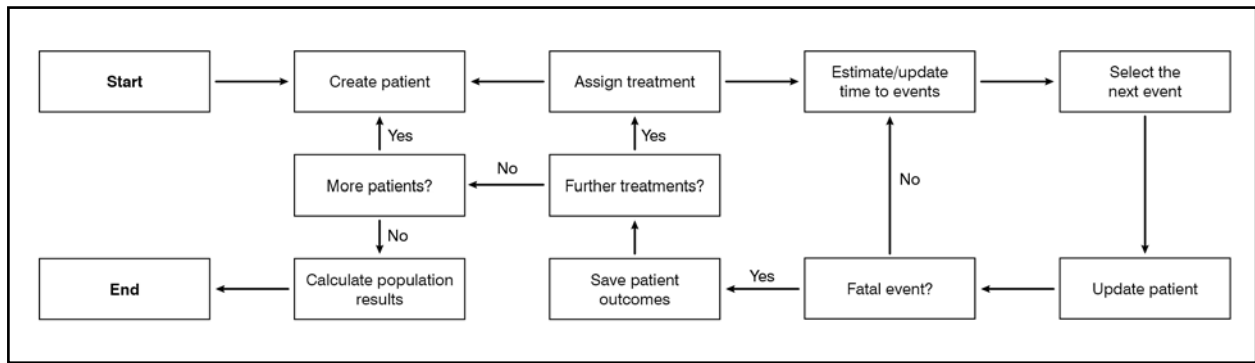 Start
Create patient
Assign treatment
Estimate/update
time to events
Select the
next event
Yes
Yes
More patients?
No
Further treatments?
No
No
End
Calculate population
results
Save patient
outcomes
Yes
Fatal event?
Update patient